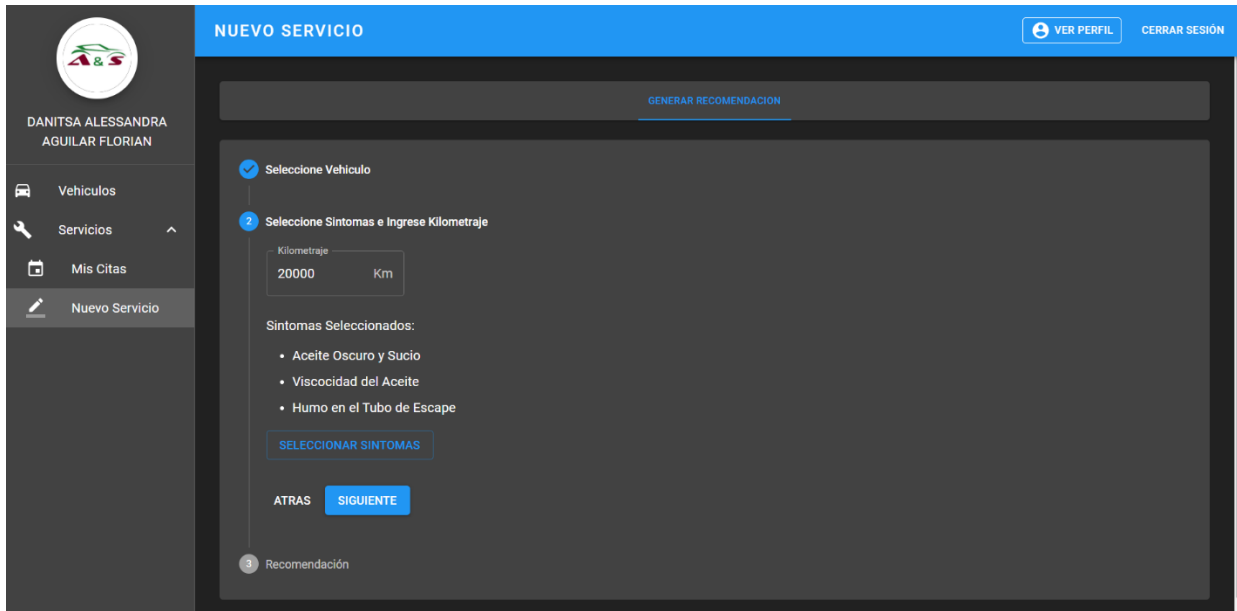 A & S
DANITSA ALESSANDRA
AGUILAR FLORIAN
Vehiculos
Servicios
Mis Citas
Nuevo Servicio
NUEVO SERVICIO
VER PERFIL
CERRAR SESIÓN
GENERAR RECOMENDACION
Seleccione Vehiculo
2 Seleccione Sintomas e Ingrese Kilometraje
Kilometraje
20000 Km
Sintomas Seleccionados:
• Aceite Oscuro y Sucio
• Viscocidad del Aceite
• Humo en el Tubo de Escape
SELECCIONAR SINTOMAS
ATRAS SIGUIENTE
3 Recomendación